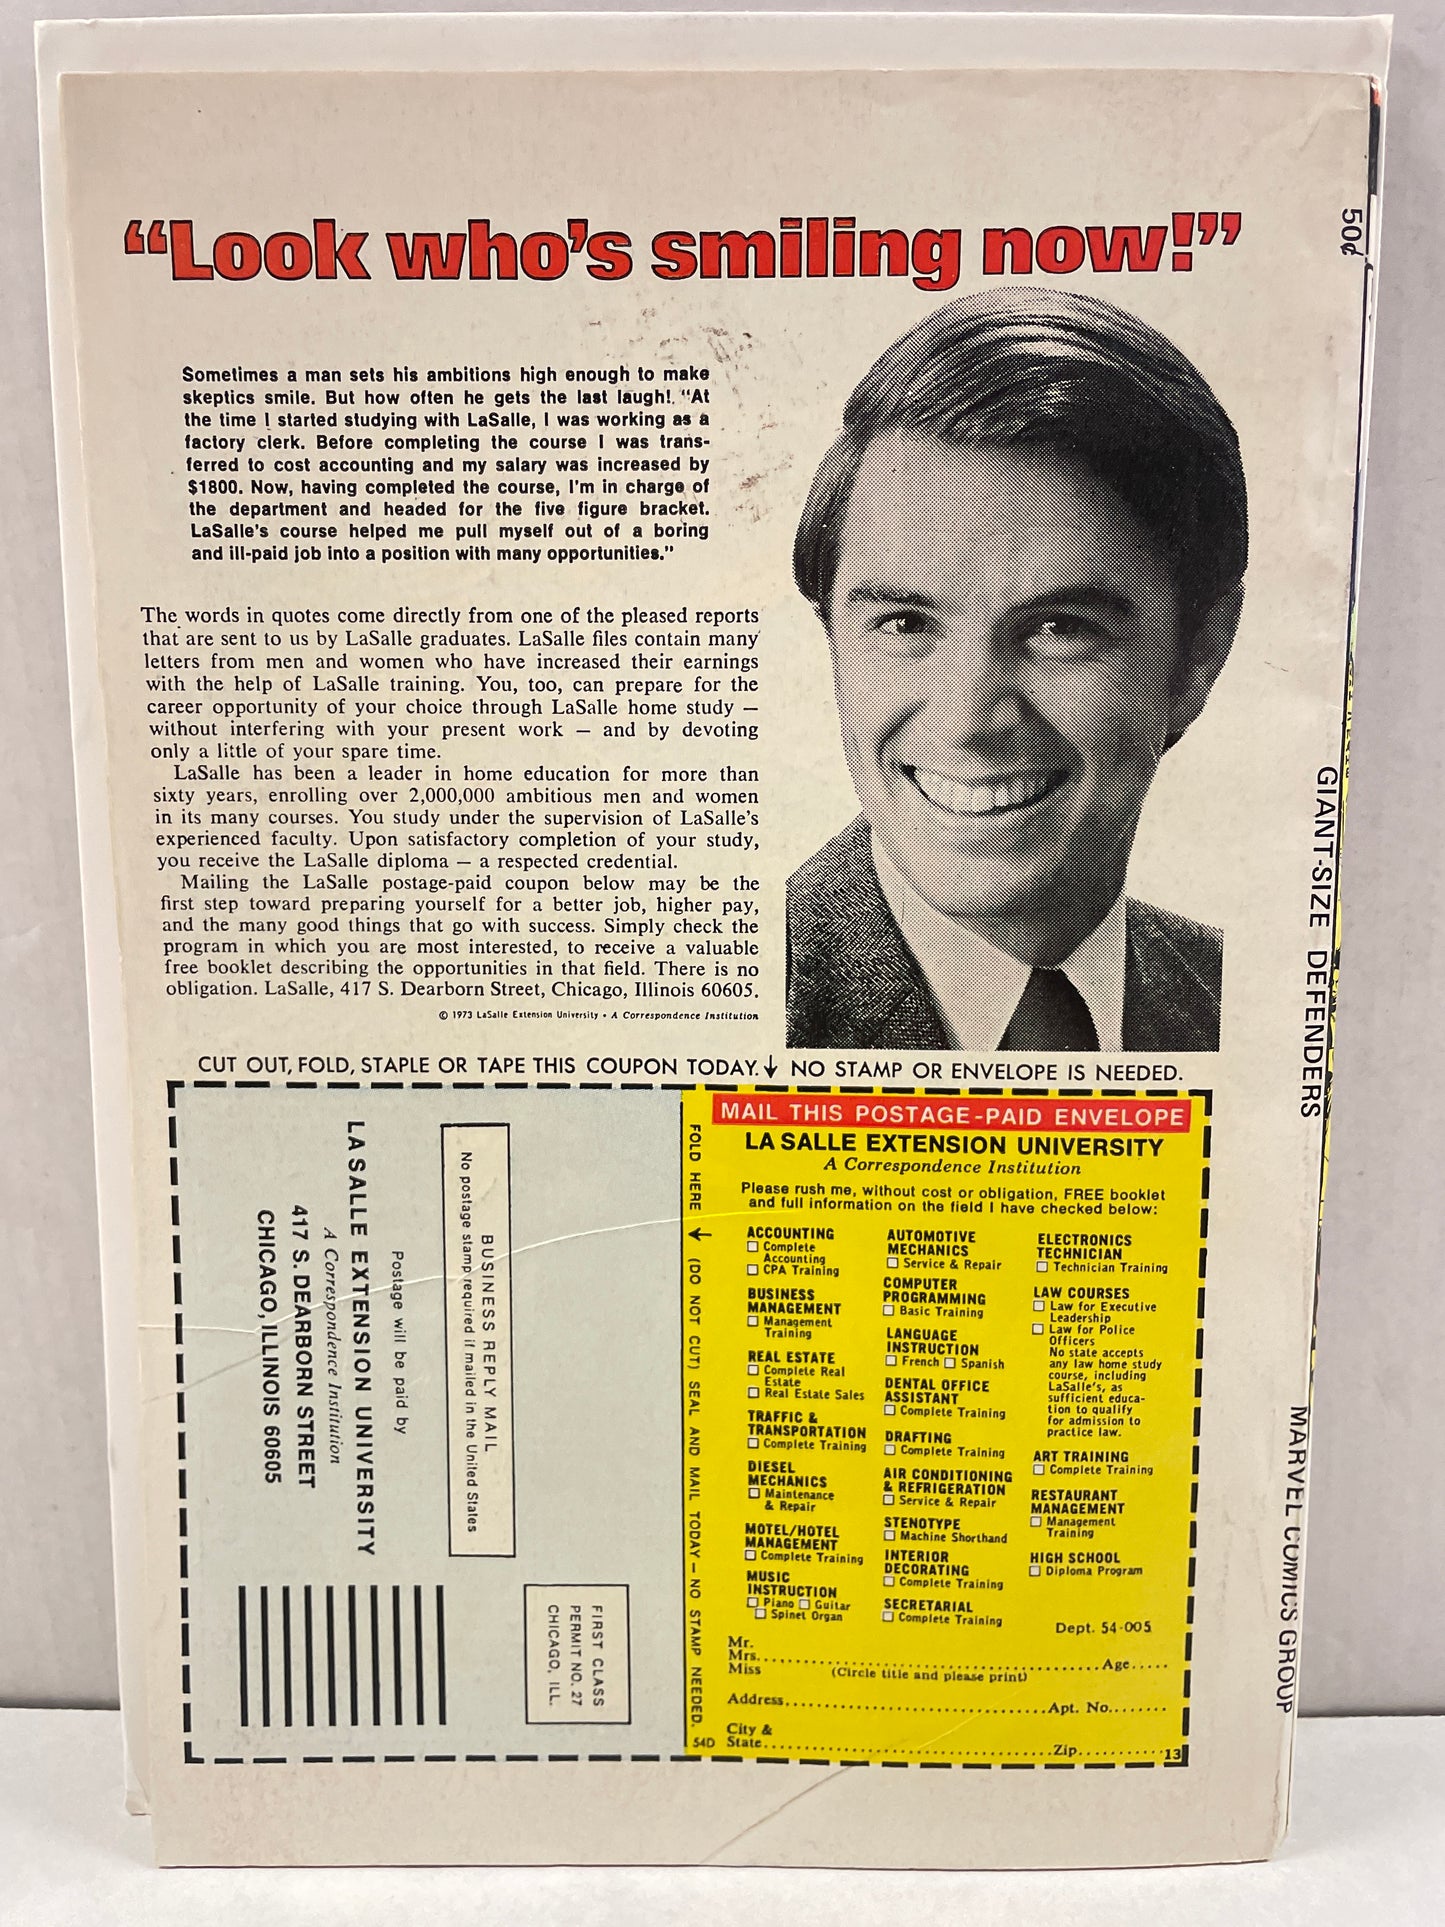 “Look who’s smiling now!”
Sometimes a man sets his ambitions high enough to make
skeptics smile. But how often he gets the last laugh!. “At
the time I started studying with LaSalle, I was working as a
factory clerk. Before completing the course I was trans-
ferred to cost accounting and my salary was increased by
$1800. Now, having completed the course, I'm in charge of
the department and headed for the five figure bracket.
LaSalle's course helped me pull myself out of a boring
and ill-paid job into a position with many opportunities."
The words in quotes come directly from one of the pleased reports
that are sent to us by LaSalle graduates. LaSalle files contain many
letters from men and women who have increased their earnings
with the help of LaSalle training. You, too, can prepare for the
career opportunity of your choice through LaSalle home study —
without interfering with your present work — and by devoting
only a little of your spare time.
LaSalle has been a leader in home education for more than
sixty years, enrolling over 2,000,000 ambitious men and women
in its many courses. You study under the supervision of LaSalle's
experienced faculty. Upon satisfactory completion of your study,
you receive the LaSalle diploma — a respected credential.
Mailing the LaSalle postage-paid coupon below may be the
first step toward preparing yourself for a better job, higher pay,
and the many good things that go with success. Simply check the
program in which you are most interested, to receive a valuable
free booklet describing the opportunities in that field. There is no
obligation. LaSalle, 417 S. Dearborn Street, Chicago, Illinois 60605.
© 1973 LaSalle Extension University • A Correspondence Institution
CUT OUT, FOLD, STAPLE OR TAPE THIS COUPON TODAY. ↓ NO STAMP OR ENVELOPE IS NEEDED.
BUSINESS REPLY MAIL
No postage stamp required if mailed in the United States
Postage will be paid by
LA SALLE EXTENSION UNIVERSITY
A Correspondence Institution
417 S. DEARBORN STREET
CHICAGO, ILLINOIS 60605
FIRST CLASS
PERMIT NO. 27
CHICAGO, ILL.
FOLD HERE ↓ (DO NOT CUT) SEAL AND MAIL TODAY — NO STAMP NEEDED.
54D
MAIL THIS POSTAGE-PAID ENVELOPE
LA SALLE EXTENSION UNIVERSITY
A Correspondence Institution
Please rush me, without cost or obligation, FREE booklet
and full information on the field I have checked below:
ACCOUNTING
☐ Complete
Accounting
☐ CPA Training
BUSINESS
MANAGEMENT
☐ Management
Training
REAL ESTATE
☐ Complete Real
Estate
☐ Real Estate Sales
TRAFFIC &
TRANSPORTATION
☐ Complete Training
DIESEL
MECHANICS
☐ Maintenance
& Repair
MOTEL/HOTEL
MANAGEMENT
☐ Complete Training
MUSIC
INSTRUCTION
☐ Piano ☐ Guitar
☐ Spinet Organ
AUTOMOTIVE
MECHANICS
☐ Service & Repair
COMPUTER
PROGRAMMING
☐ Basic Training
LANGUAGE
INSTRUCTION
☐ French ☐ Spanish
DENTAL OFFICE
ASSISTANT
☐ Complete Training
DRAFTING
☐ Complete Training
AIR CONDITIONING
& REFRIGERATION
☐ Service & Repair
STENOTYPE
☐ Machine Shorthand
INTERIOR
DECORATING
☐ Complete Training
SECRETARIAL
☐ Complete Training
ELECTRONICS
TECHNICIAN
☐ Technician Training
LAW COURSES
☐ Law for Executive
Leadership
☐ Law for Police
Officers
No state accepts
any law home study
course, including
LaSalle's, as
sufficient educa-
tion to qualify
for admission to
practice law.
ART TRAINING
☐ Complete Training
RESTAURANT
MANAGEMENT
☐ Management
Training
HIGH SCHOOL
☐ Diploma Program
Dept. 54-005
Mr.
Mrs. Age
Miss (Circle title and please print)
Address Apt. No.
City &
State Zip 13
50¢
GIANT-SIZE DEFENDERS
MARVEL COMICS GROUP